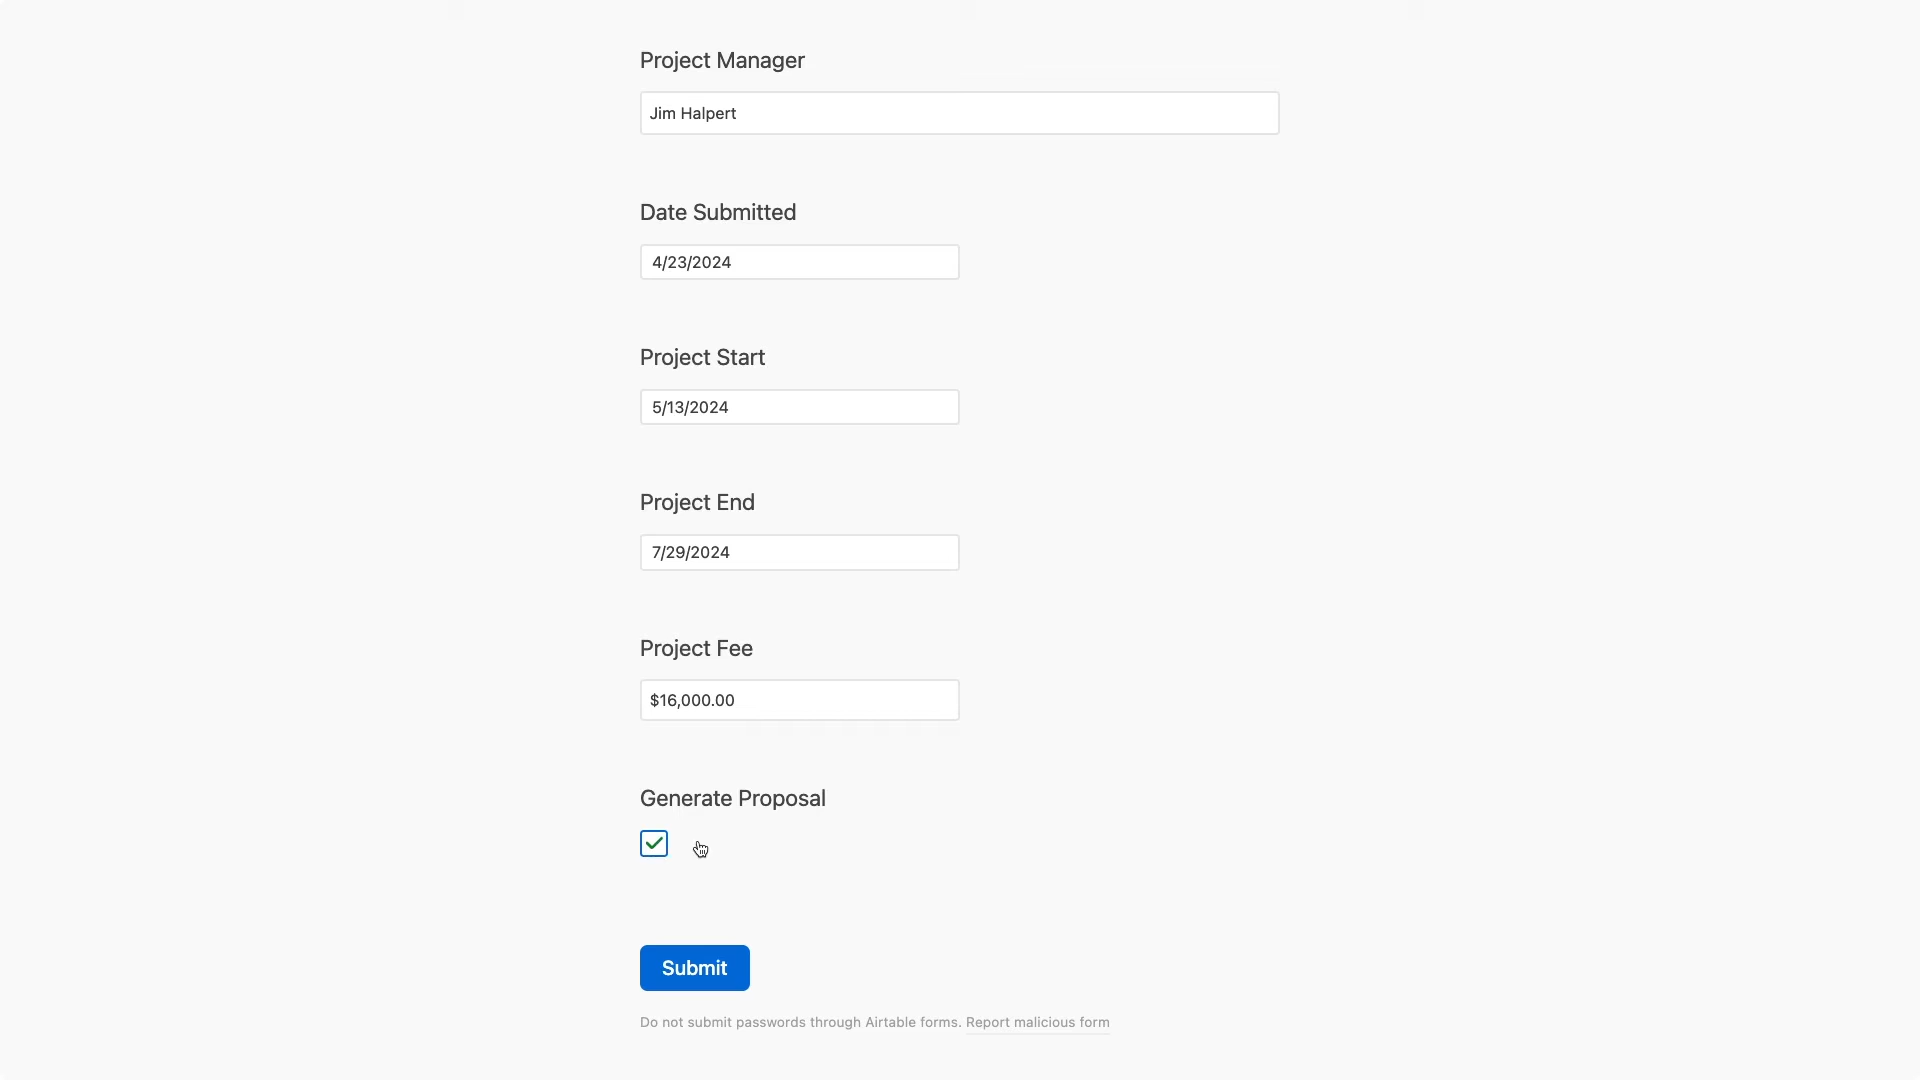 Project Manager
Jim Halpert
Date Submitted
4/23/2024
Project Start
5/13/2024
Project End
7/29/2024
Project Fee
$16,000.00
Generate Proposal
Submit
Do not submit passwords through Airtable forms. Report malicious form